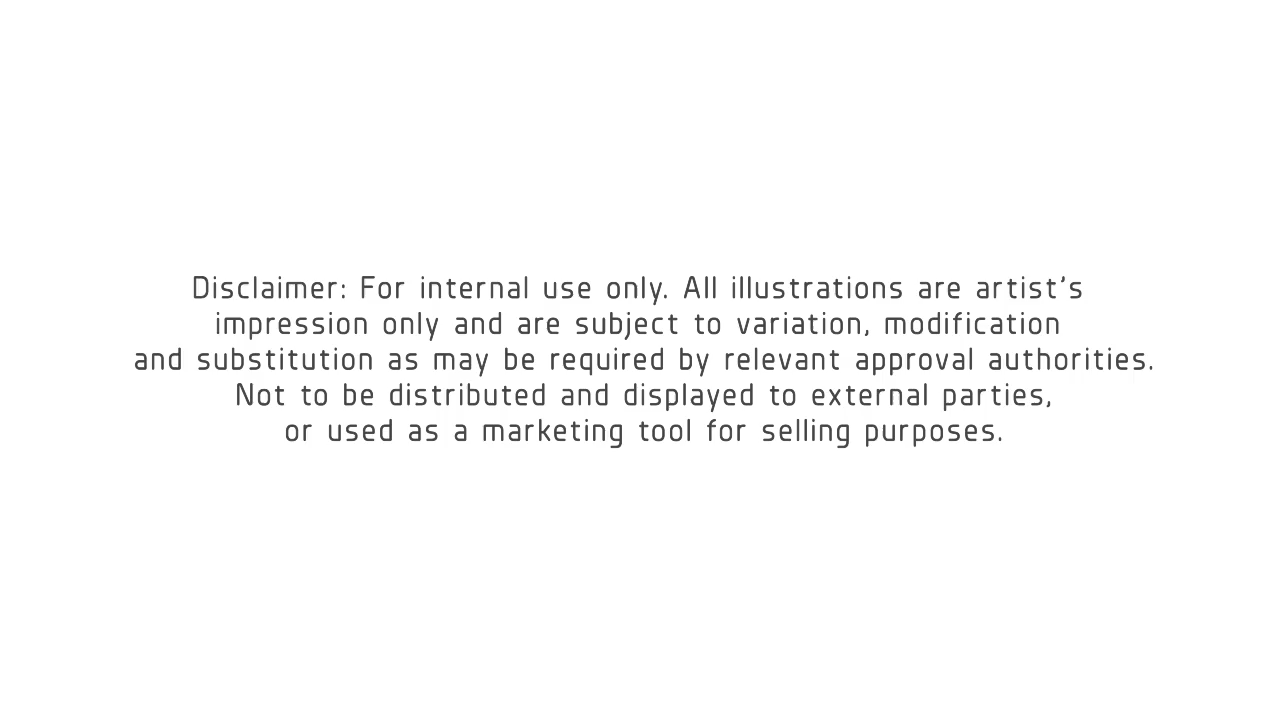 Disclaimer: For internal use only. All illustrations are artist's
impression only and are subject to variation, modification
and substitution as may be required by relevant approval authorities.
Not to be distributed and displayed to external parties,
or used as a marketing tool for selling purposes.